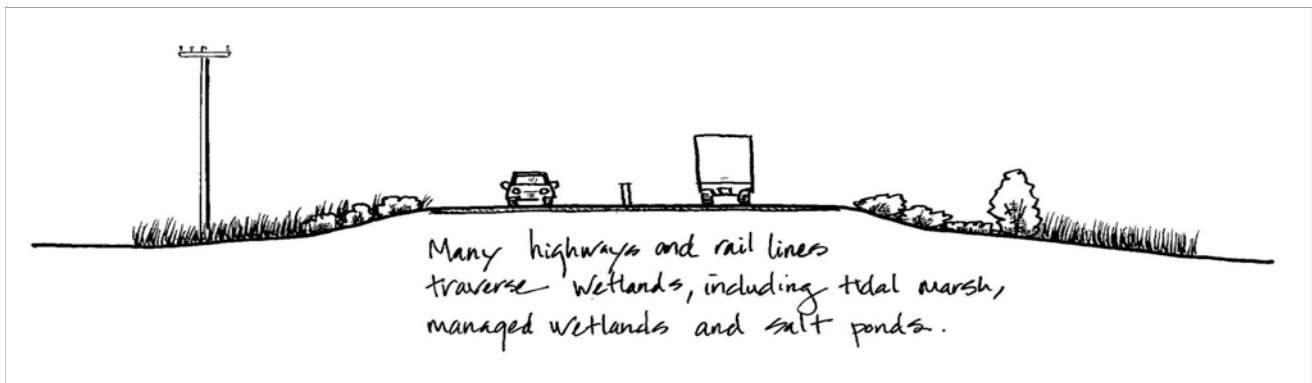 Many highways and rail lines
traverse wetlands, including tidal marsh,
managed wetlands and salt ponds.